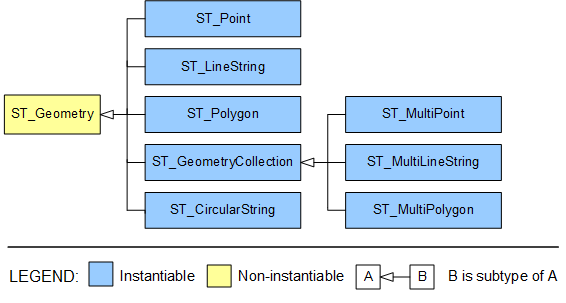 ST_Point
ST_LineString
ST_Geometry
ST_Polygon
ST_MultiPoint
ST_GeometryCollection
ST_MultiLineString
ST_CircularString
ST_MultiPolygon
LEGEND: Instantiable Non-instantiable A B B is subtype of A